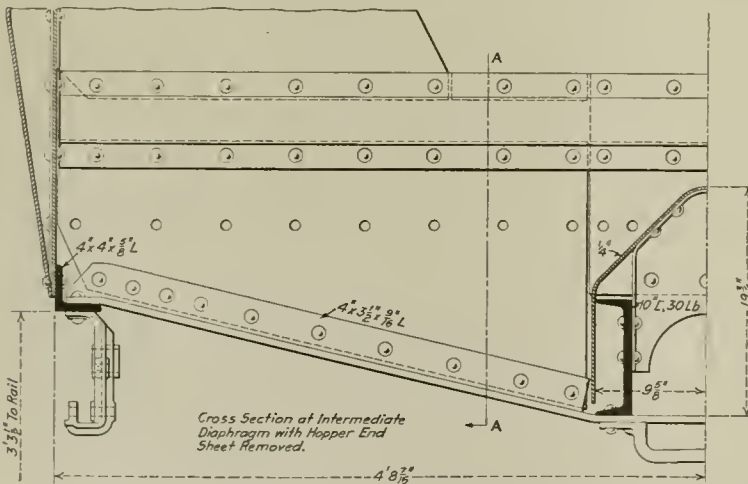 A
4"x4"x5/8" L
1/4"
4"x3 1/2"x9/16" L
10"[, 30 Lb
19 3/4"
9 5/8"
3' 3 1/2" To Rail
Cross Section at Intermediate
Diaphragm with Hopper End
Sheet Removed.
A
4' 8 7/16"